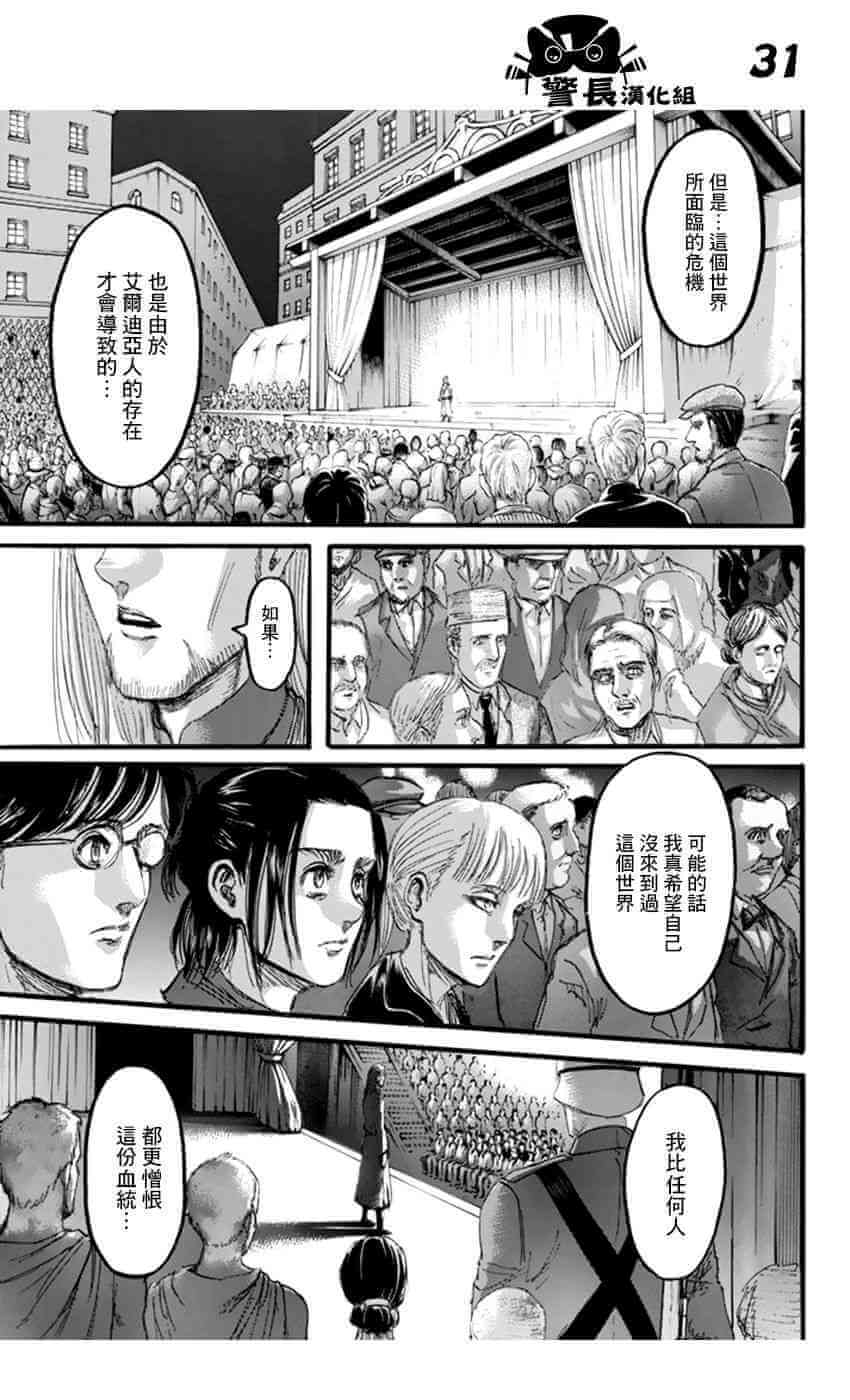 31
警長漢化組
但是…這個世界
所面臨的危機
也是由於
艾爾迪亞人的存在
才會導致的…
如果…
可能的話
我真希望自己
沒來到過
這個世界
我比任何人
都更憎恨
這份血統…